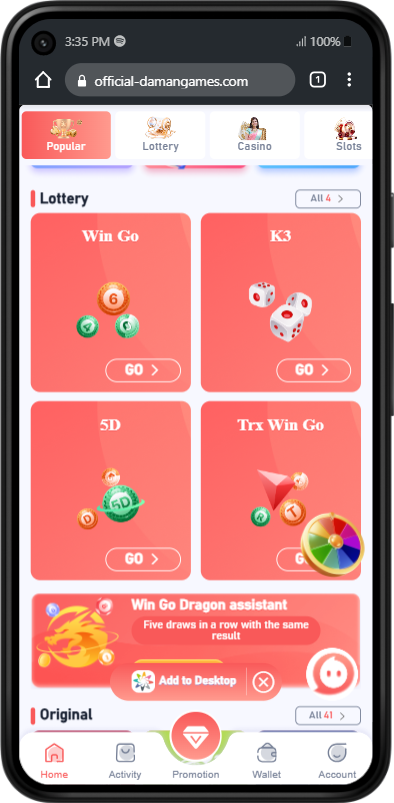 3:35 PM
100%
official-damangames.com
1
Popular
Lottery
Casino
Slots
Lottery
All 4
Win Go
6
4
GO
K3
GO
5D
5D
D
GO
Trx Win Go
R
T
Win Go Dragon assistant
Five draws in a row with the same
result
Add to Desktop
Original
All 41
Home
Activity
Promotion
Wallet
Account